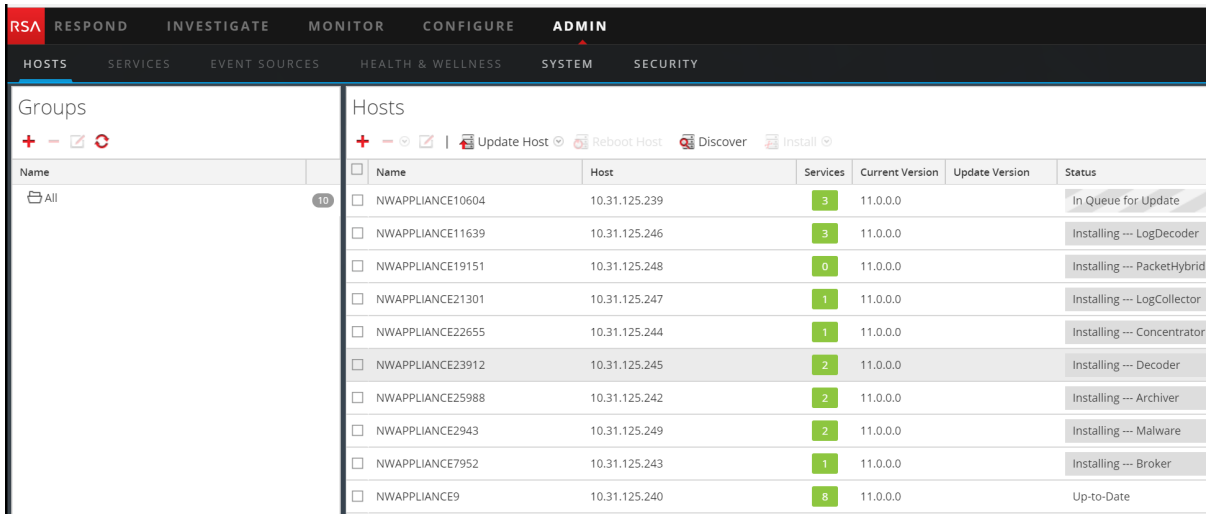 RSA RESPOND INVESTIGATE MONITOR CONFIGURE ADMIN
HOSTS SERVICES EVENT SOURCES HEALTH & WELLNESS SYSTEM SECURITY
Groups
Name
All 10
Hosts
Update Host Reboot Host Discover Install
Name Host Services Current Version Update Version Status
NWAPPLIANCE10604 10.31.125.239 3 11.0.0.0 In Queue for Update
NWAPPLIANCE11639 10.31.125.246 3 11.0.0.0 Installing --- LogDecoder
NWAPPLIANCE19151 10.31.125.248 0 11.0.0.0 Installing --- PacketHybrid
NWAPPLIANCE21301 10.31.125.247 1 11.0.0.0 Installing --- LogCollector
NWAPPLIANCE22655 10.31.125.244 1 11.0.0.0 Installing --- Concentrator
NWAPPLIANCE23912 10.31.125.245 2 11.0.0.0 Installing --- Decoder
NWAPPLIANCE25988 10.31.125.242 2 11.0.0.0 Installing --- Archiver
NWAPPLIANCE2943 10.31.125.249 2 11.0.0.0 Installing --- Malware
NWAPPLIANCE7952 10.31.125.243 1 11.0.0.0 Installing --- Broker
NWAPPLIANCE9 10.31.125.240 8 11.0.0.0 Up-to-Date